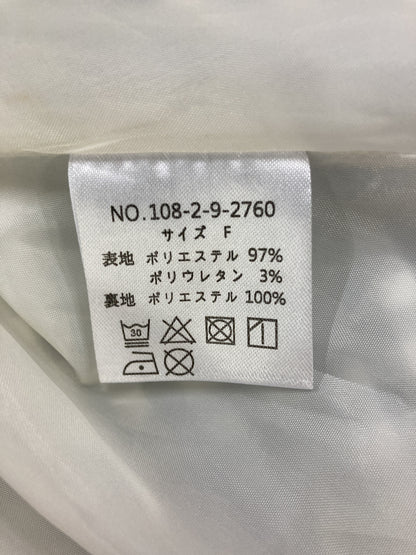 NO.108-2-9-2760
サイズ F
表地 ポリエステル 97%
ポリウレタン 3%
裏地 ポリエステル 100%
30